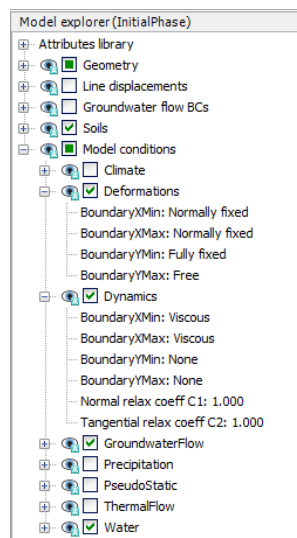 Model explorer (InitialPhase)
Attributes library
Geometry
Line displacements
Groundwater flow BCs
Soils
Model conditions
Climate
Deformations
BoundaryXMin: Normally fixed
BoundaryXMax: Normally fixed
BoundaryYMin: Fully fixed
BoundaryYMax: Free
Dynamics
BoundaryXMin: Viscous
BoundaryXMax: Viscous
BoundaryYMin: None
BoundaryYMax: None
Normal relax coeff C1: 1.000
Tangential relax coeff C2: 1.000
GroundwaterFlow
Precipitation
PseudoStatic
ThermalFlow
Water